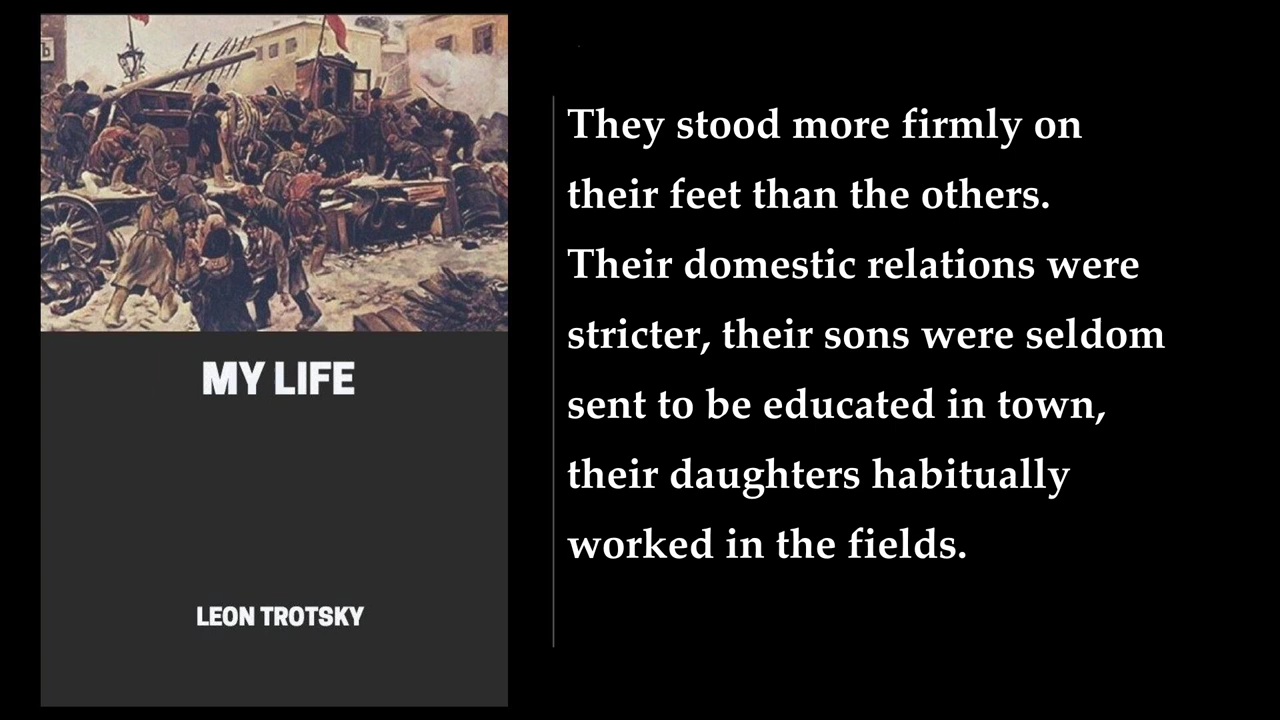 MY LIFE
LEON TROTSKY
They stood more firmly on
their feet than the others.
Their domestic relations were
stricter, their sons were seldom
sent to be educated in town,
their daughters habitually
worked in the fields.